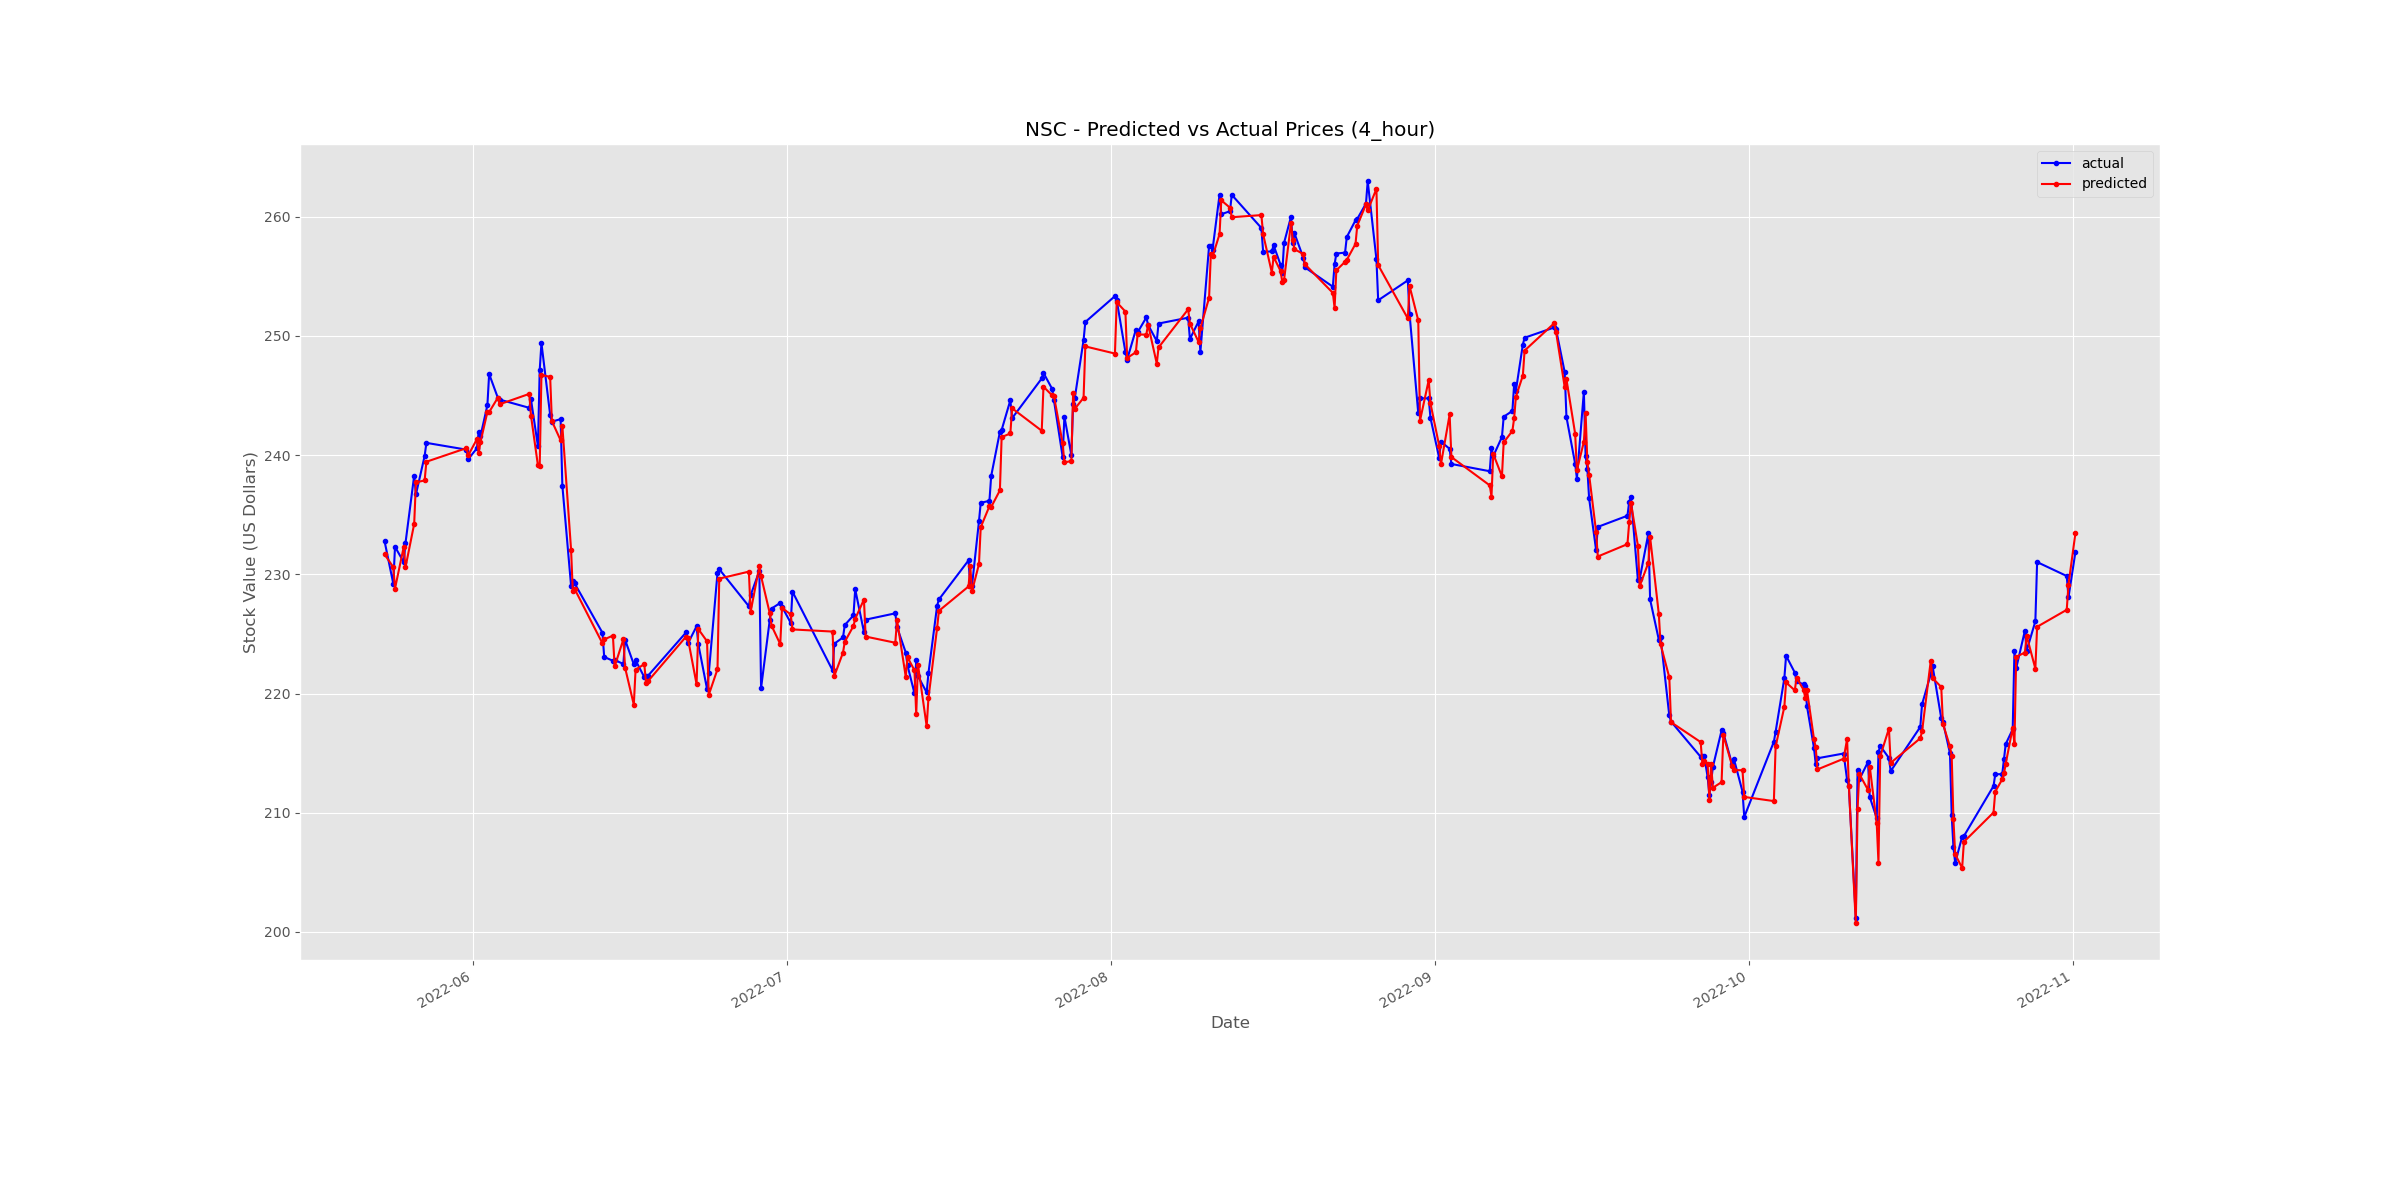 NSC - Predicted vs Actual Prices (4_hour)
actual
predicted
Stock Value (US Dollars)
260
250
240
230
220
210
200
2022-06
2022-07
2022-08
2022-09
2022-10
2022-11
Date